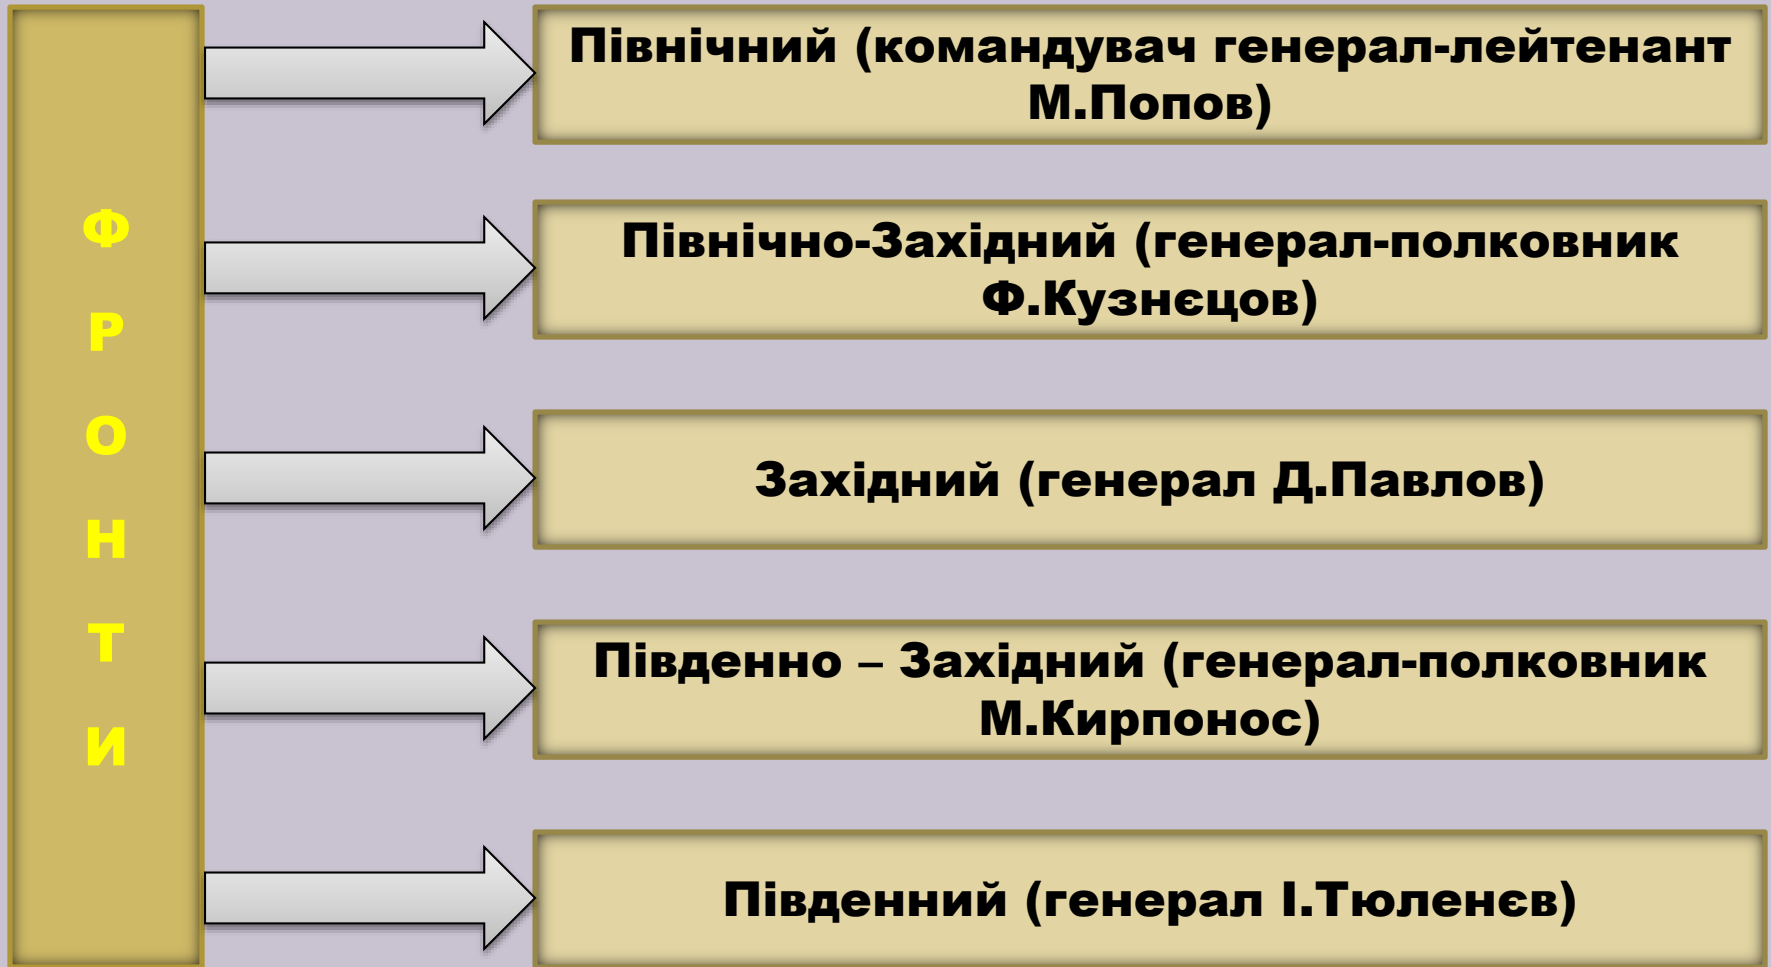 Ф
Р
О
Н
Т
И
Північний (командувач генерал-лейтенант
М.Попов)
Північно-Західний (генерал-полковник
Ф.Кузнєцов)
Західний (генерал Д.Павлов)
Південно – Західний (генерал-полковник
М.Кирпонос)
Південний (генерал І.Тюленєв)